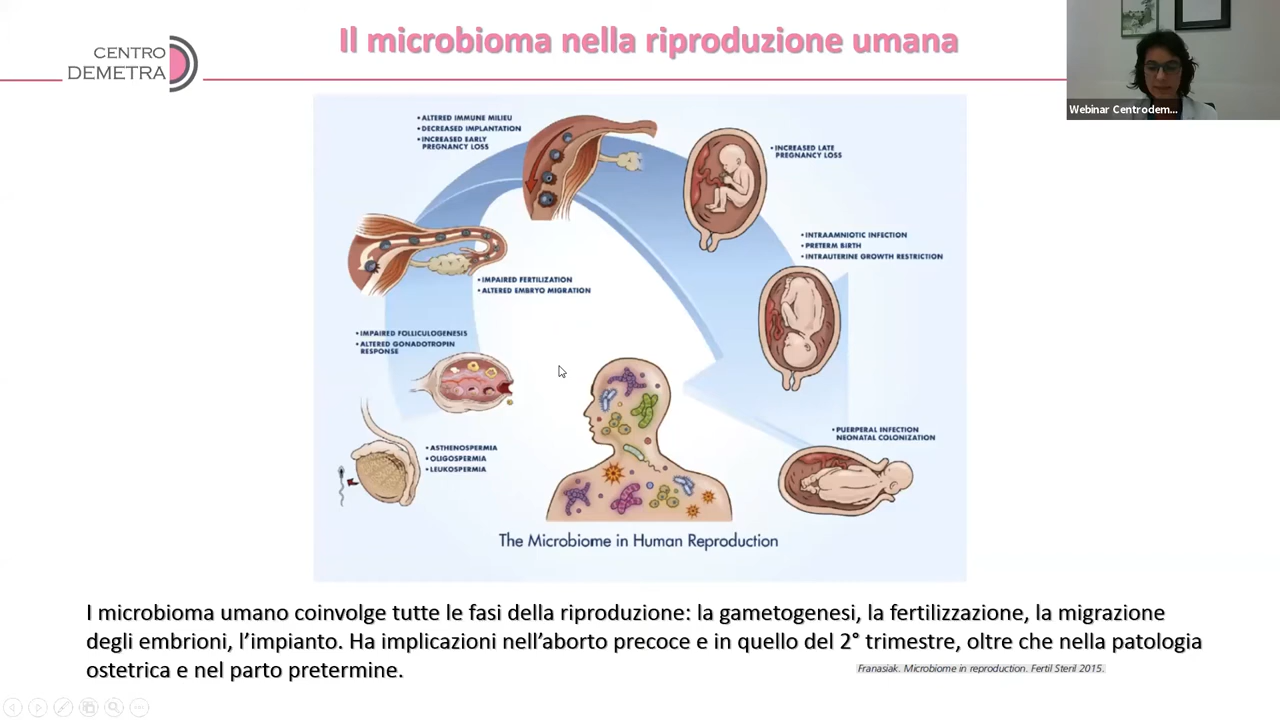 Il microbioma nella riproduzione umana
CENTRO
DEMETRA
Webinar Centrodem...
• ALTERED IMMUNE MILIEU
• DECREASED IMPLANTATION
• INCREASED EARLY
PREGNANCY LOSS
• INCREASED LATE
PREGNANCY LOSS
• INTRAAMNIOTIC INFECTION
• PRETERM BIRTH
• INTRAUTERINE GROWTH RESTRICTION
• IMPAIRED FERTILIZATION
• ALTERED EMBRYO MIGRATION
• IMPAIRED FOLLICULOGENESIS
• ALTERED GONADOTROPIN
RESPONSE
• ASTHENOSPERMIA
• OLIGOSPERMIA
• LEUKOSPERMIA
• PUERPERAL INFECTION
NEONATAL COLONIZATION
The Microbiome in Human Reproduction
I microbioma umano coinvolge tutte le fasi della riproduzione: la gametogenesi, la fertilizzazione, la migrazione
degli embrioni, l'impianto. Ha implicazioni nell'aborto precoce e in quello del 2° trimestre, oltre che nella patologia
ostetrica e nel parto pretermine.
Franasiak. Microbiome in reproduction. Fertil Steril 2015.